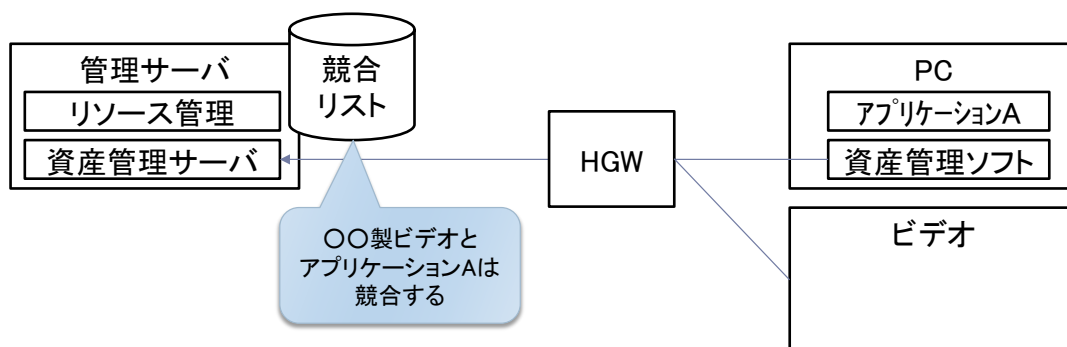 管理サーバ
リソース管理
資産管理サーバ
競合
リスト
〇〇製ビデオと
アプリケーションAは
競合する
HGW
PC
アプリケーションA
資産管理ソフト
ビデオ